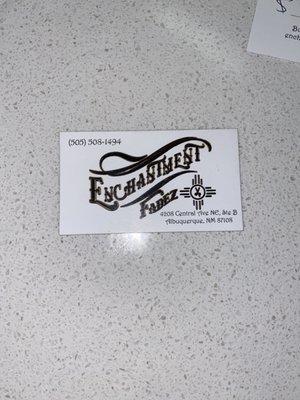 (505) 508-1494
ENCHANTMENT
FADEZ
4208 Central Ave NE, Ste B
Albuquerque, NM 87108
$